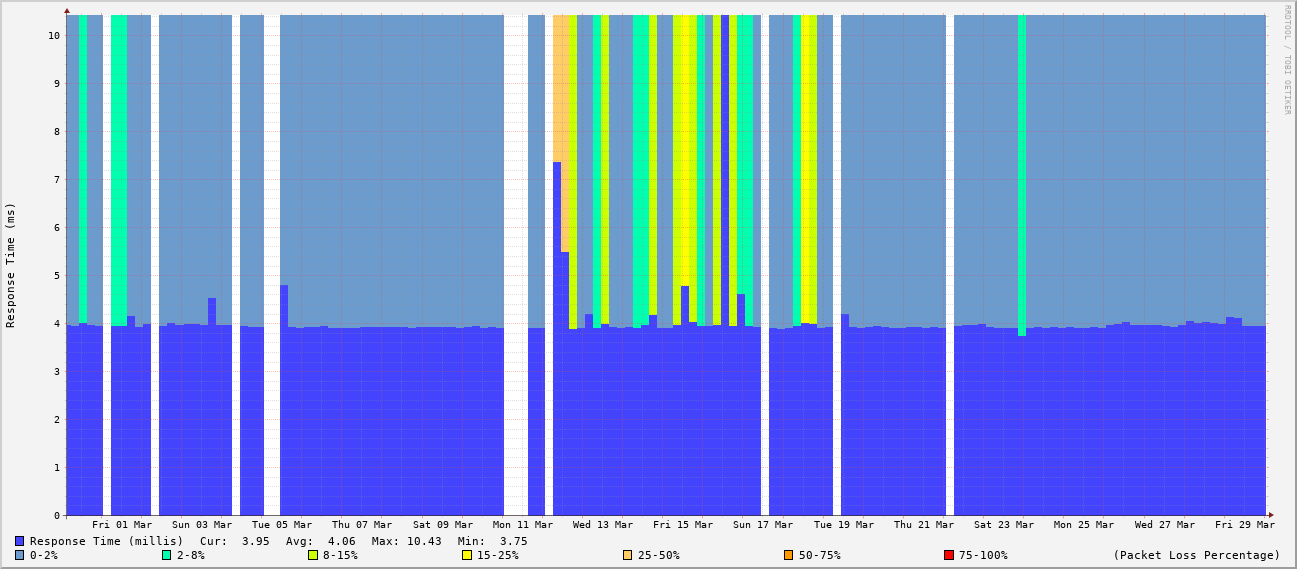 RRDTOOL / TOBI OETIKER
Response Time (ms)
10
9
8
7
6
5
4
3
2
1
0
Fri 01 Mar Sun 03 Mar Tue 05 Mar Thu 07 Mar Sat 09 Mar Mon 11 Mar Wed 13 Mar Fri 15 Mar Sun 17 Mar Tue 19 Mar Thu 21 Mar Sat 23 Mar Mon 25 Mar Wed 27 Mar Fri 29 Mar
Response Time (millis) Cur: 3.95 Avg: 4.06 Max: 10.43 Min: 3.75
0-2% 2-8% 8-15% 15-25% 25-50% 50-75% 75-100% (Packet Loss Percentage)